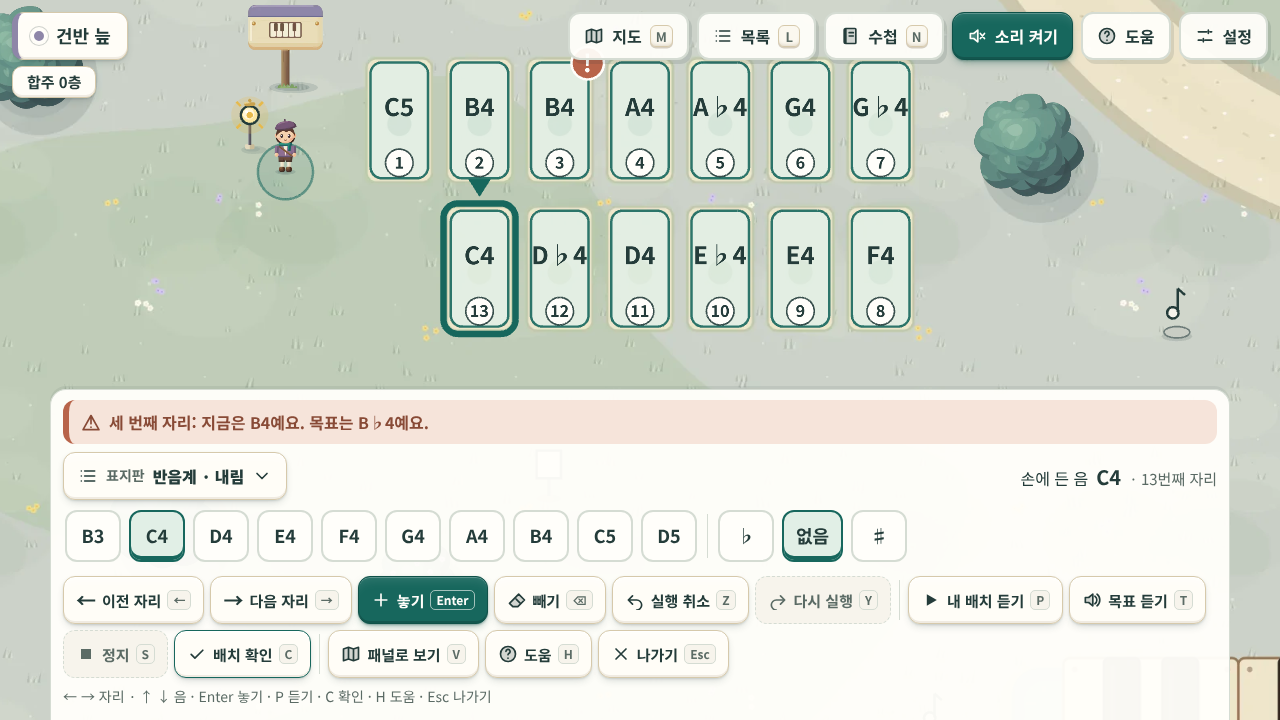 건반 늪
지도 M
목록 L
수첩 N
소리 켜기
도움
설정
합주 0층
C5 B4 B4 A4 A♭4 G4 G♭4
1 2 3 4 5 6 7
C4 D♭4 D4 E♭4 E4 F4
13 12 11 10 9 8
세 번째 자리: 지금은 B4예요. 목표는 B♭4예요.
표지판 반음계 · 내림
손에 든 음 C4 · 13번째 자리
B3 C4 D4 E4 F4 G4 A4 B4 C5 D5 ♭ 없음 ♯
← 이전 자리 ← → 다음 자리 → + 놓기 Enter 빼기 ⌫ 실행 취소 Z 다시 실행 Y 내 배치 듣기 P 목표 듣기 T
정지 S 배치 확인 C 패널로 보기 V 도움 H 나가기 Esc
← → 자리 · ↑ ↓ 음 · Enter 놓기 · P 듣기 · C 확인 · H 도움 · Esc 나가기